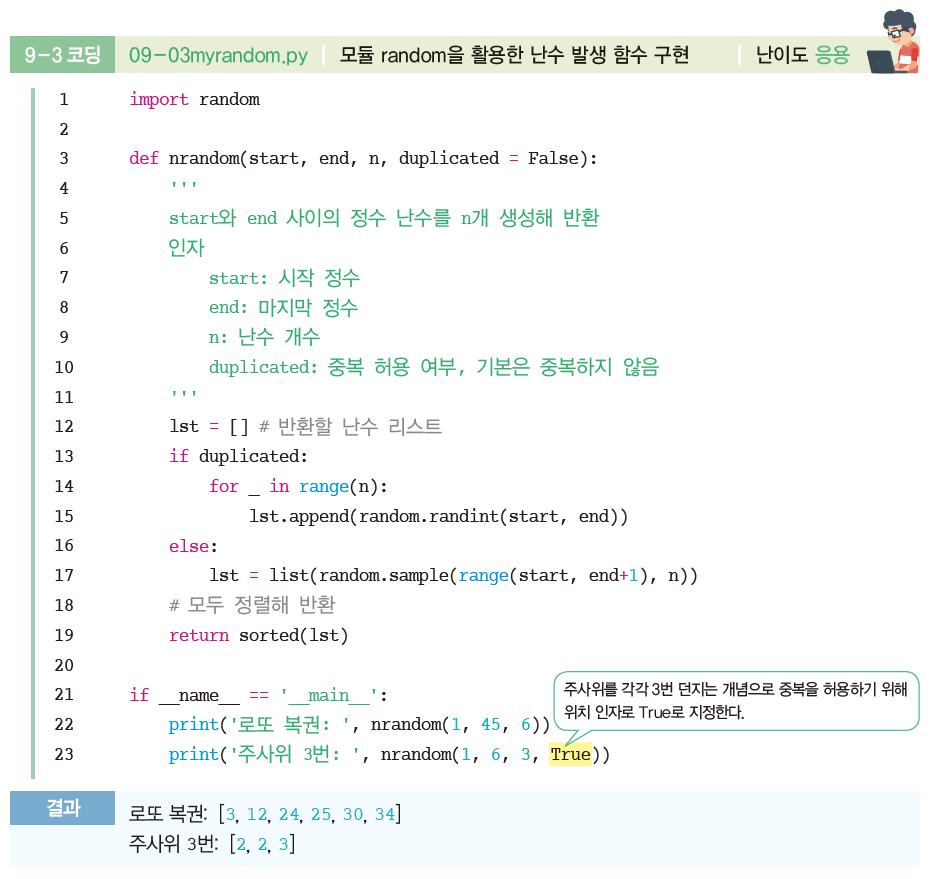 9-3 코딩 09-03myrandom.py 모듈 random을 활용한 난수 발생 함수 구현 난이도 응용
1 import random
2
3 def nrandom(start, end, n, duplicated = False):
4     '''
5     start와 end 사이의 정수 난수를 n개 생성해 반환
6     인자
7         start: 시작 정수
8         end: 마지막 정수
9         n: 난수 개수
10         duplicated: 중복 허용 여부, 기본은 중복하지 않음
11     '''
12     lst = [] # 반환할 난수 리스트
13     if duplicated:
14         for _ in range(n):
15             lst.append(random.randint(start, end))
16     else:
17         lst = list(random.sample(range(start, end+1), n))
18     # 모두 정렬해 반환
19     return sorted(lst)
20
21 if __name__ == '__main__':
22     print('로또 복권: ', nrandom(1, 45, 6))
23     print('주사위 3번: ', nrandom(1, 6, 3, True))
주사위를 각각 3번 던지는 개념으로 중복을 허용하기 위해
위치 인자로 True로 지정한다.
결과
로또 복권: [3, 12, 24, 25, 30, 34]
주사위 3번: [2, 2, 3]